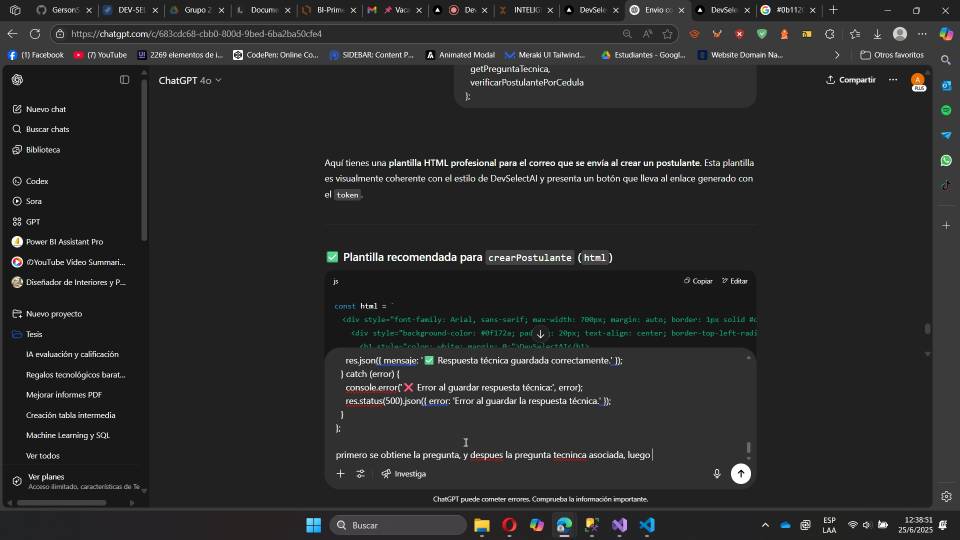 GersonS
DEV-SEL
Grupo 2
Docume
BI-Prime
Vaca
De
INTELIG
DevSele
Envio co
DevSele
#0b112
https://chatgpt.com/c/683cdc68-cbb0-800d-9bed-6ba2ba50cfe4
(1) Facebook
(7) YouTube
2269 elementos de i...
CodePen: Online Co...
SIDEBAR: Content P...
Animated Modal
Meraki UI Tailwind...
Estudiantes - Googl...
Website Domain Na...
Otros favoritos
ChatGPT 4o
Compartir
PLUS
Nuevo chat
Buscar chats
Biblioteca
Codex
Sora
GPT
Power BI Assistant Pro
YouTube Video Summari...
Diseñador de Interiores y P...
Nuevo proyecto
Tesis
IA evaluación y calificación
Regalos tecnológicos barat...
Mejorar informes PDF
Creación tabla intermedia
Machine Learning y SQL
Ver todos
Ver planes
Acceso ilimitado, características de Te
getPreguntaTecnica,
verificarPostulantePorCedula
};
Aquí tienes una plantilla HTML profesional para el correo que se envía al crear un postulante. Esta plantilla
es visualmente coherente con el estilo de DevSelectAI y presenta un botón que lleva al enlace generado con
el token.
✅ Plantilla recomendada para crearPostulante (html)
js
Copiar
Editar
const html = `
<div style="font-family: Arial, sans-serif; max-width: 700px; margin: auto; border: 1px solid #c
<div style="background-color: #0f172a; pad 20px; text-align: center; border-top-left-radi
<h1 style="color: white; margin: 0;">DevSelectAI</h1>
res.json({ mensaje: '✅ Respuesta técnica guardada correctamente.' });
} catch (error) {
console.error('❌ Error al guardar respuesta técnica:', error);
res.status(500).json({ error: 'Error al guardar la respuesta técnica.' });
}
};
primero se obtiene la pregunta, y despues la pregunta tecninca asociada, luego
Investiga
ChatGPT puede cometer errores. Comprueba la información importante.
Buscar
ESP
LAA
12:38:51
25/6/2025